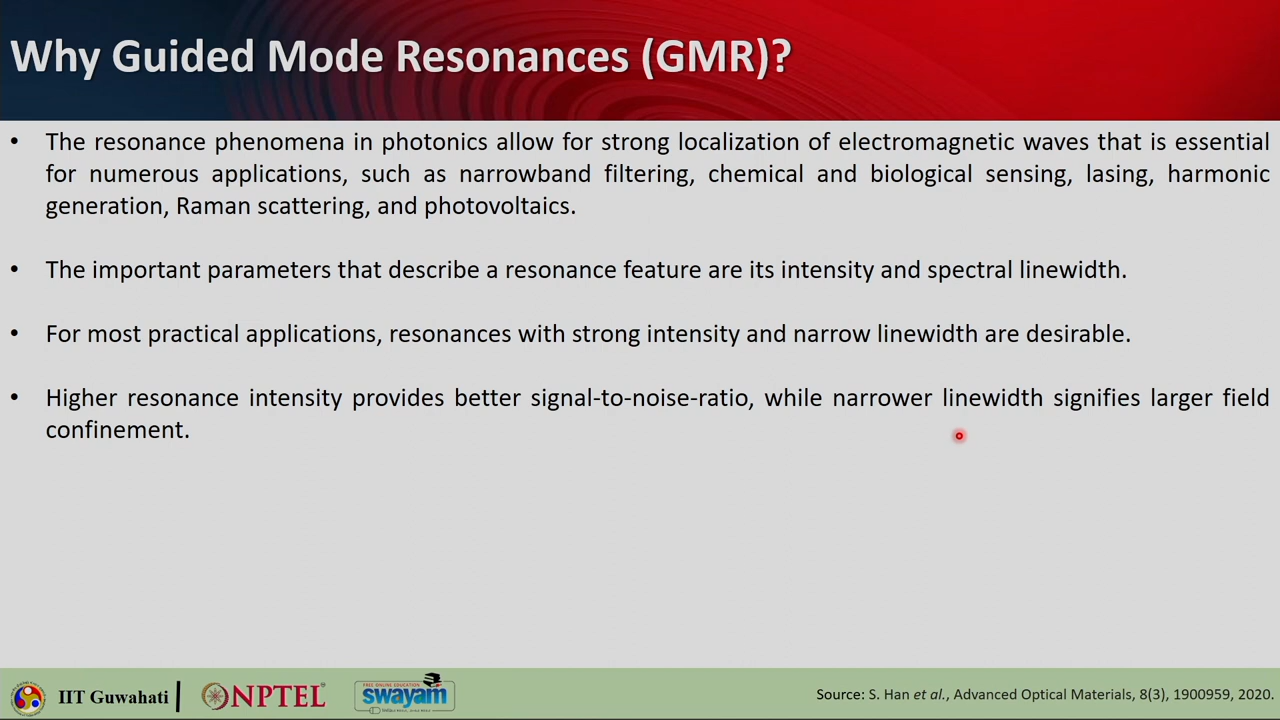 Why Guided Mode Resonances (GMR)?
• The resonance phenomena in photonics allow for strong localization of electromagnetic waves that is essential
for numerous applications, such as narrowband filtering, chemical and biological sensing, lasing, harmonic
generation, Raman scattering, and photovoltaics.
• The important parameters that describe a resonance feature are its intensity and spectral linewidth.
• For most practical applications, resonances with strong intensity and narrow linewidth are desirable.
• Higher resonance intensity provides better signal-to-noise-ratio, while narrower linewidth signifies larger field
confinement.
IIT Guwahati
NPTEL
FREE ONLINE EDUCATION
swayam
Source: S. Han et al., Advanced Optical Materials, 8(3), 1900959, 2020.